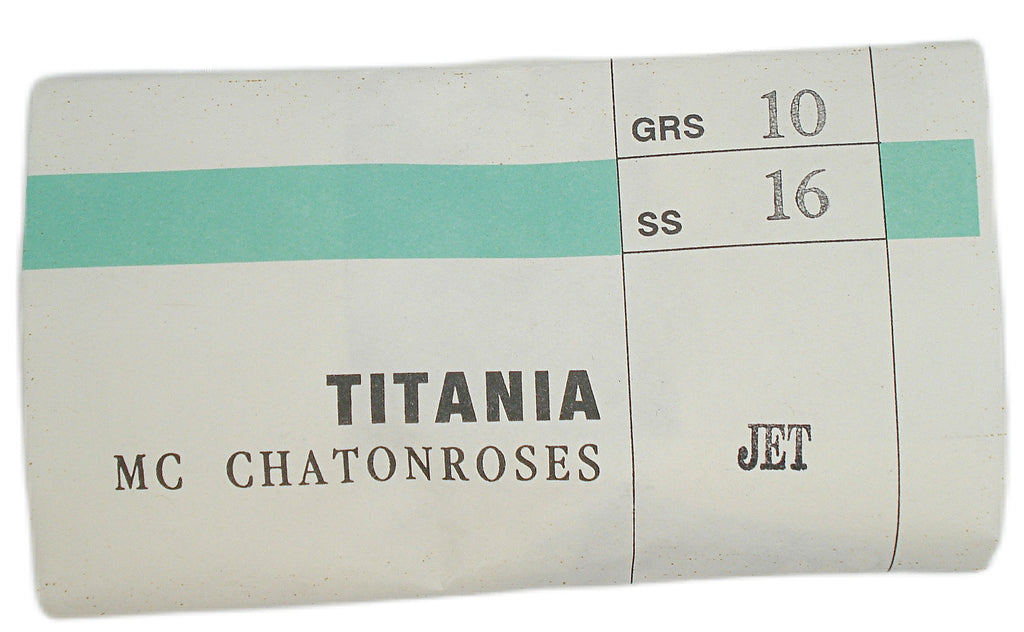 GRS 10
SS 16
TITANIA
MC CHATONROSES
JET